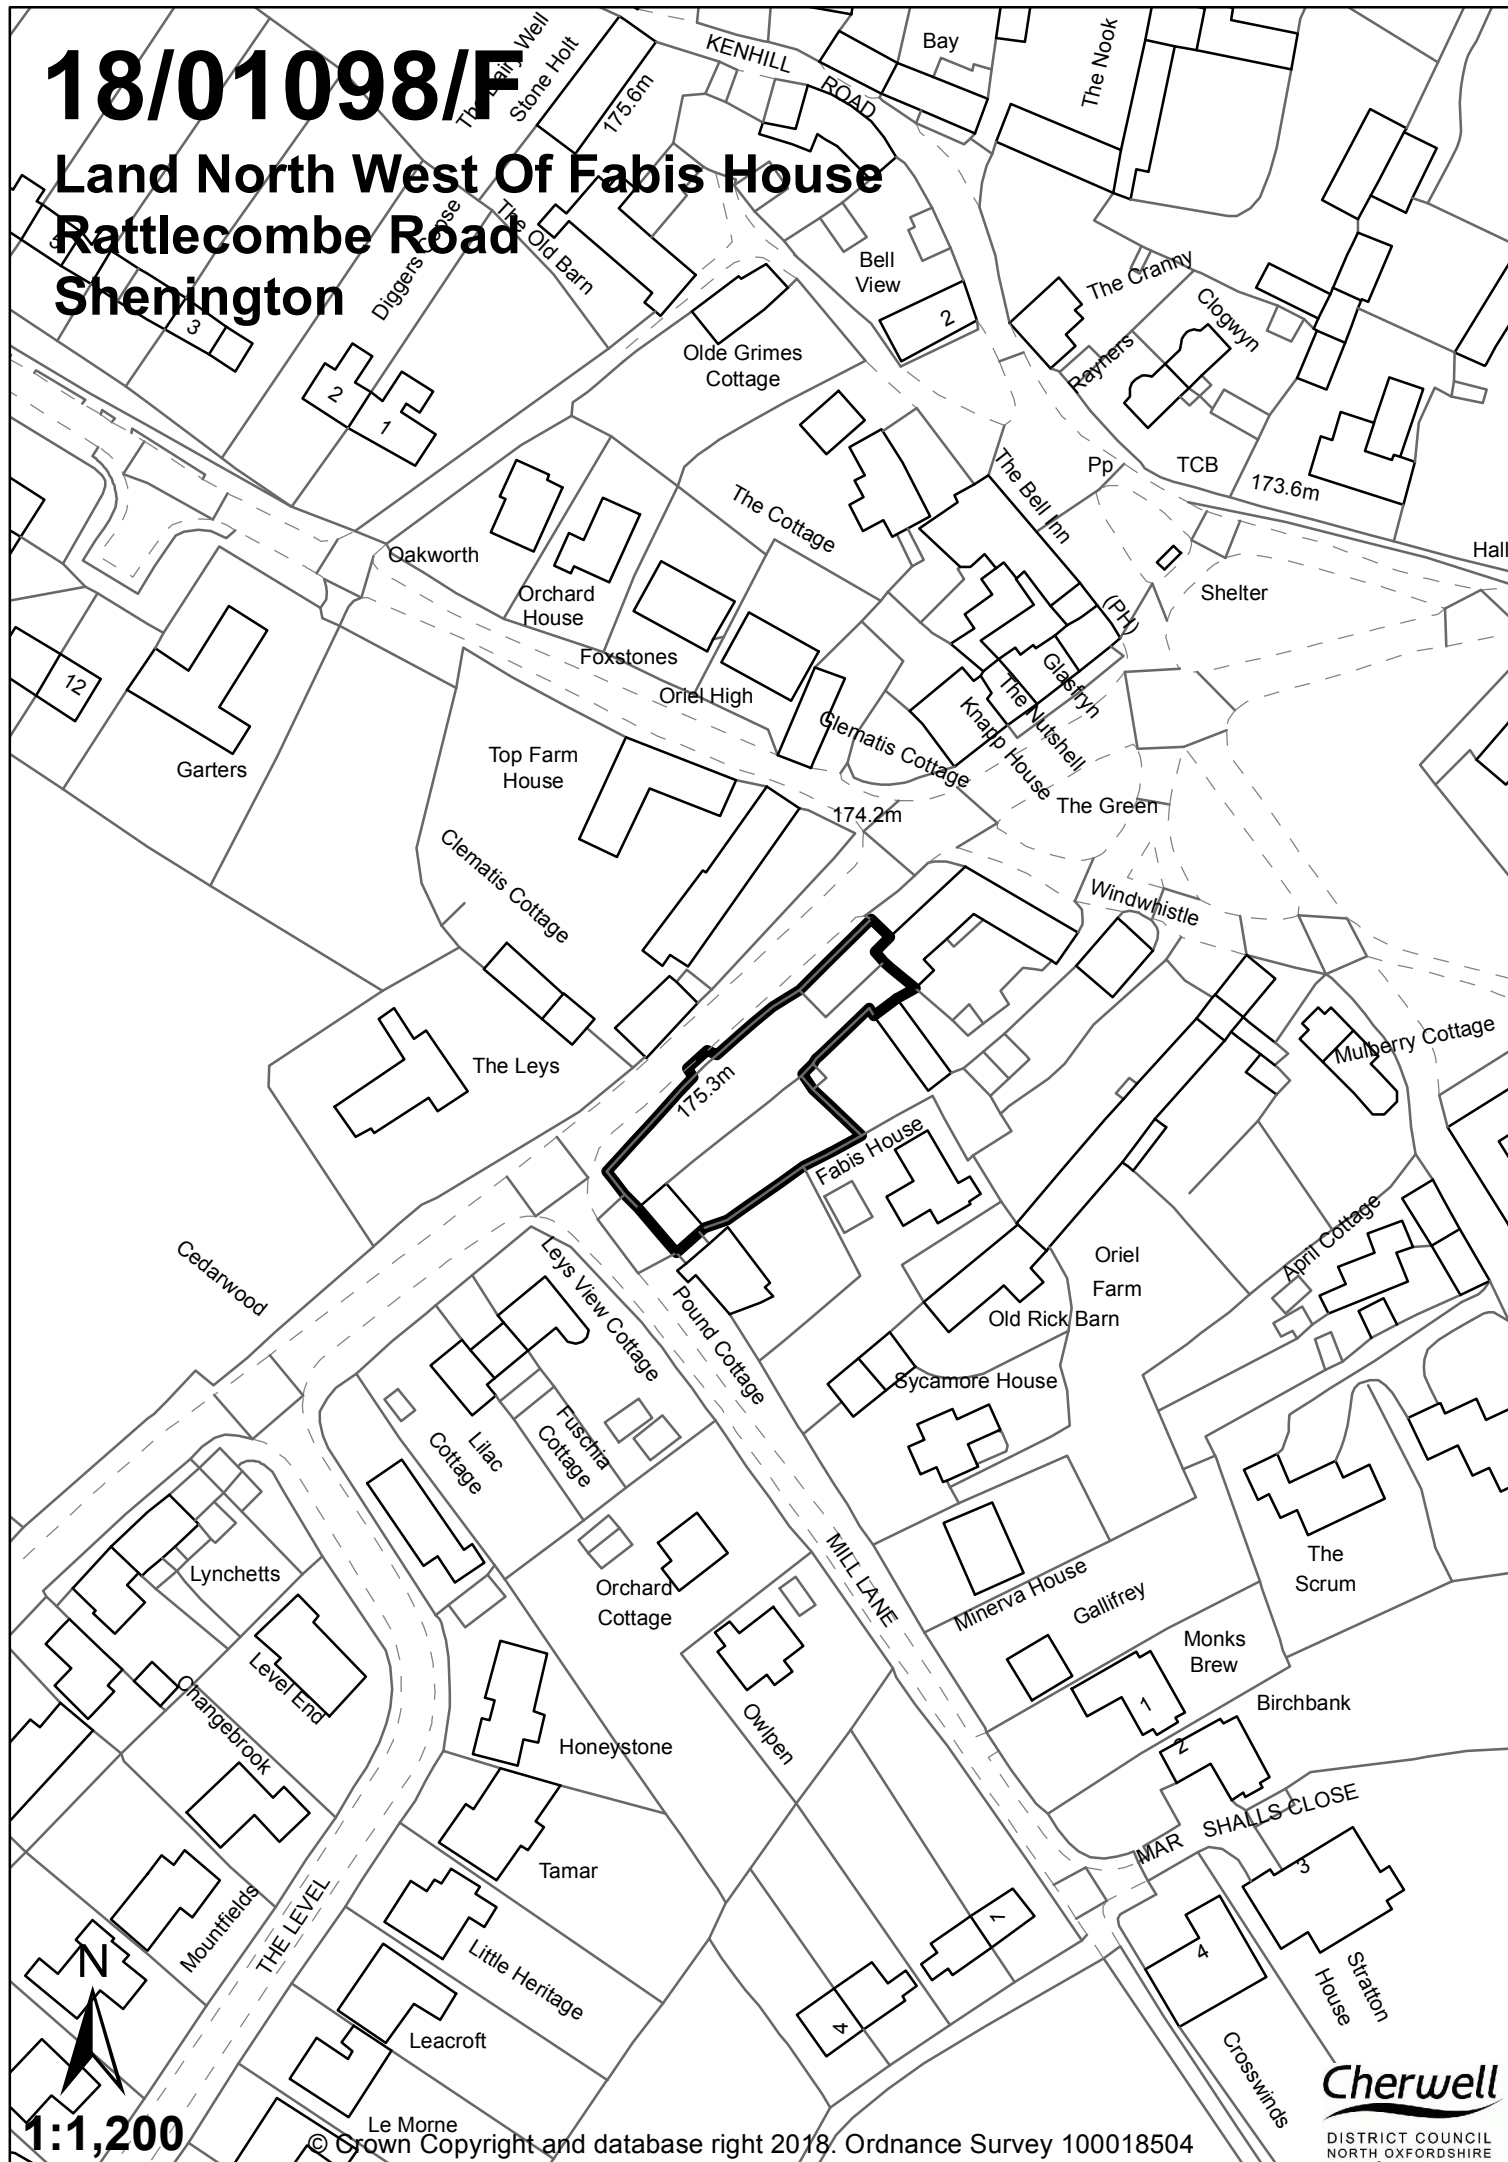 18/01098/F
Land North West Of Fabis House
Rattlecombe Road
Shenington
The Dairy Well
Stone Holt
175.6m
KENHILL
ROAD
Bay
The Nook
Diggers Copse
The Old Barn
3
2
1
Olde Grimes
Cottage
Bell
View
2
The Cranny
Clogwyn
Rayners
Pp
TCB
173.6m
Hall
The Bell Inn
(PH)
Shelter
The Cottage
Oakworth
Orchard
House
Foxstones
Oriel High
Clematis Cottage
Glasfryn
The Nutshell
Knapp House
The Green
12
Garters
Top Farm
House
174.2m
Clematis Cottage
Windwhistle
The Leys
175.3m
Mulberry Cottage
Fabis House
Cedarwood
Leys View Cottage
Pound Cottage
Oriel
Farm
Old Rick Barn
April Cottage
Sycamore House
Lilac
Cottage
Fuschia
Cottage
Lynchetts
Orchard
Cottage
MILL LANE
Minerva House
Gallifrey
The
Scrum
Monks
Brew
1
2
Birchbank
Level End
Changebrook
Honeystone
Owlpen
MAR SHALLS CLOSE
3
Tamar
Mountfields
THE LEVEL
Little Heritage
7
4
4
Stratton
House
Leacroft
Crosswinds
N
Le Morne
1:1,200
© Crown Copyright and database right 2018. Ordnance Survey 100018504
Cherwell
DISTRICT COUNCIL
NORTH OXFORDSHIRE